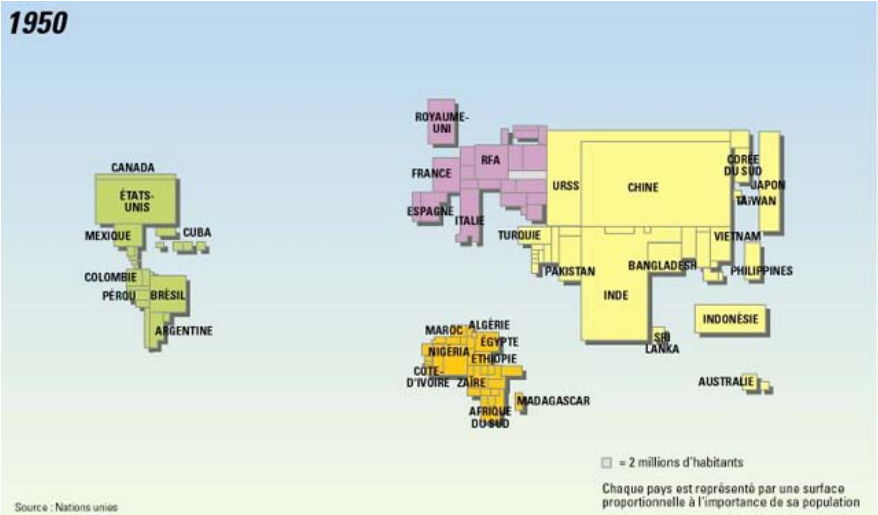 1950
ROYAUME-
UNI
CANADA
ÉTATS-
UNIS
MEXIQUE
CUBA
COLOMBIE
PÉROU
BRÉSIL
ARGENTINE
FRANCE
RFA
ESPAGNE
ITALIE
URSS
CHINE
CORÉE
DU SUD
JAPON
TAIWAN
TURQUIE
PAKISTAN
BANGLADESH
VIETNAM
PHILIPPINES
INDE
SRI
LANKA
INDONÉSIE
AUSTRALIE
MAROC
ALGÉRIE
ÉGYPTE
NIGÉRIA
ÉTHIOPIE
CÔTE-
D'IVOIRE
ZAÏRE
MADAGASCAR
AFRIQUE
DU SUD
= 2 millions d'habitants
Chaque pays est représenté par une surface
proportionnelle à l'importance de sa population
Source : Nations unies